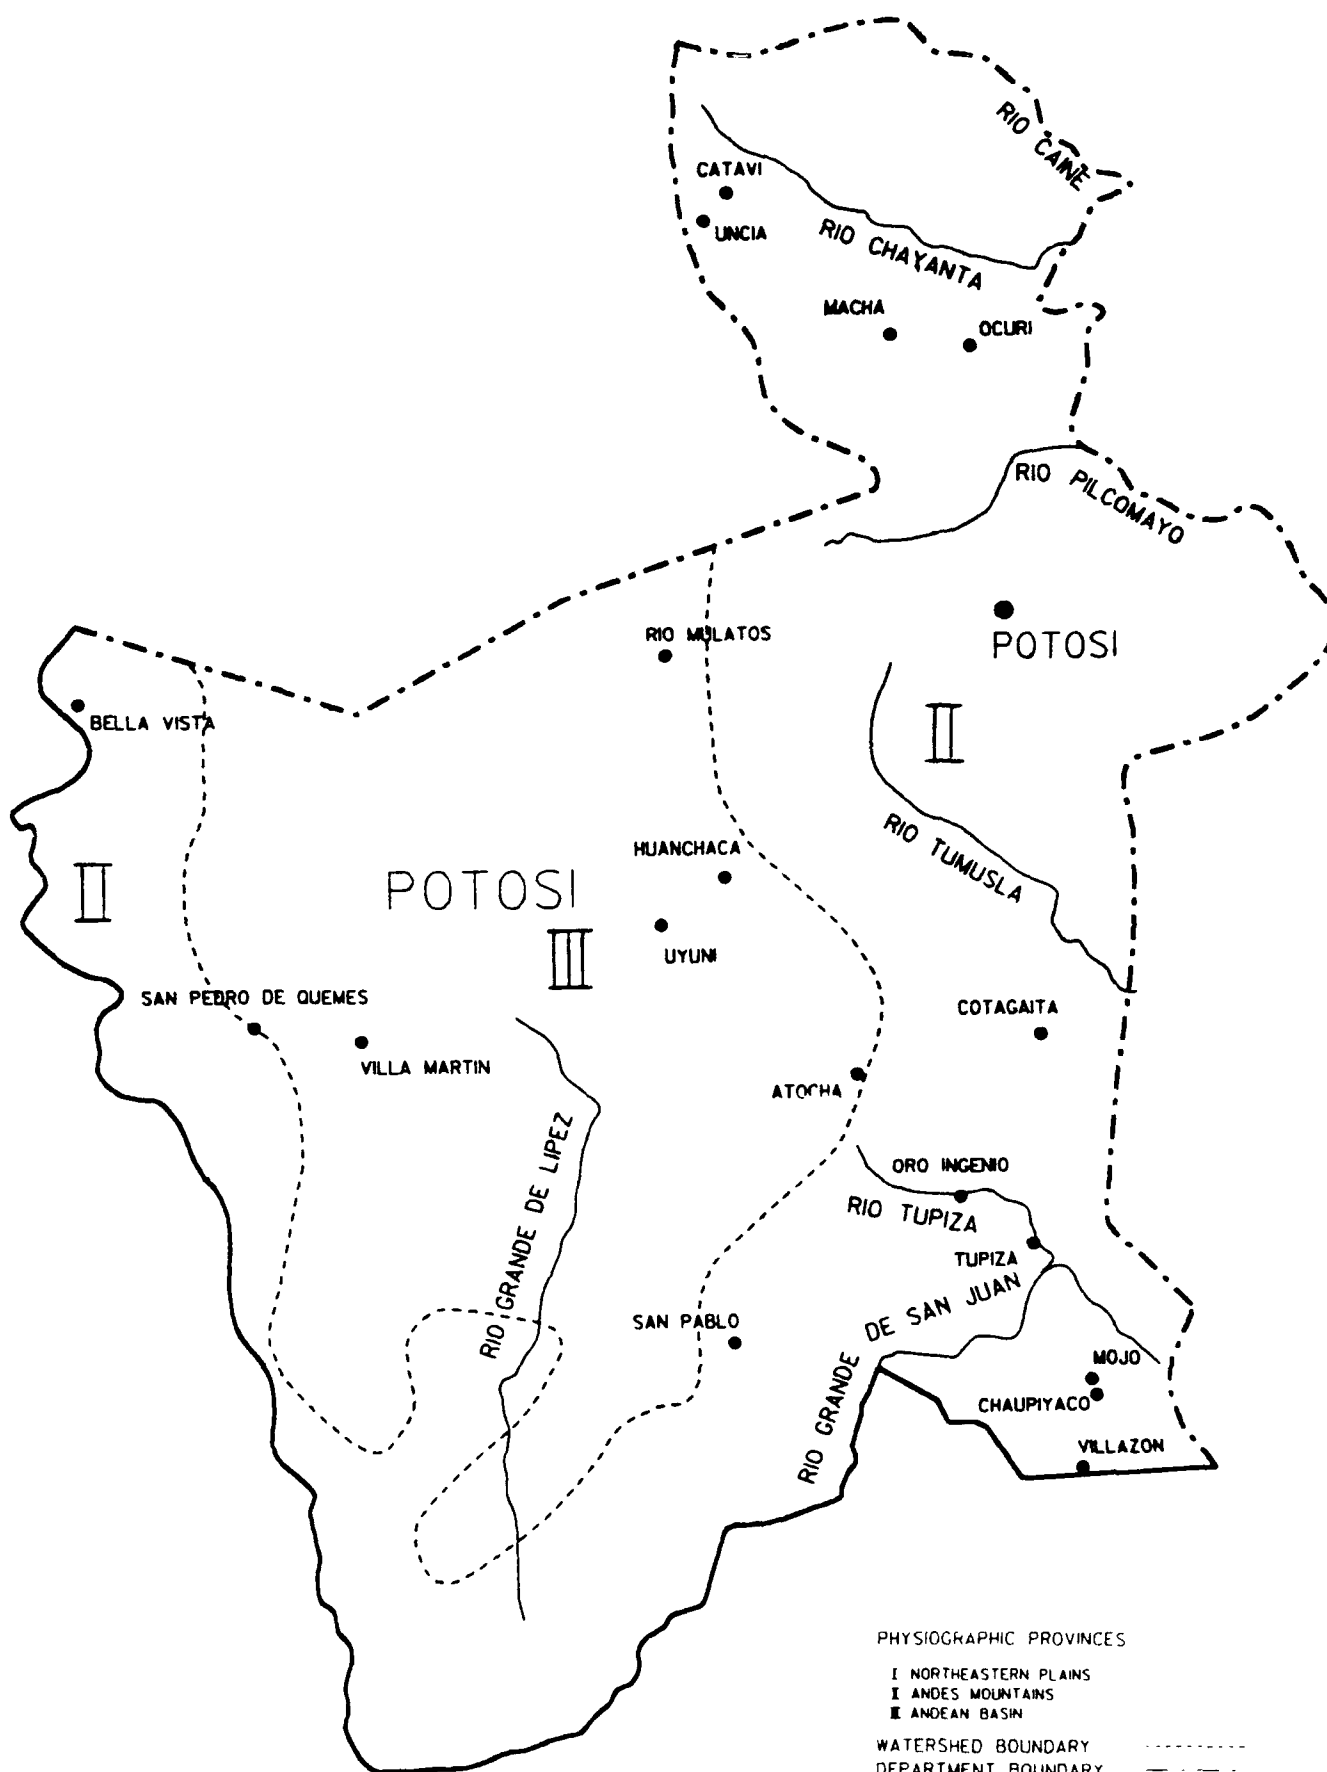 RIO CAINE
CATAVI
UNCIA
RIO CHAYANTA
MACHA
OCURI
RIO PILCOMAYO
RIO MULATOS
POTOSI
BELLA VISTA
II
RIO TUMUSLA
HUANCHACA
II
POTOSI
III
UYUNI
SAN PEDRO DE QUEMES
VILLA MARTIN
COTAGAITA
ATOCHA
RIO GRANDE DE LIPEZ
ORO INGENIO
RIO TUPIZA
TUPIZA
SAN PABLO
RIO GRANDE DE SAN JUAN
MOJO
CHAUPIYACO
VILLAZON
PHYSIOGRAPHIC PROVINCES
I NORTHEASTERN PLAINS
II ANDES MOUNTAINS
III ANDEAN BASIN
WATERSHED BOUNDARY
DEPARTMENT BOUNDARY